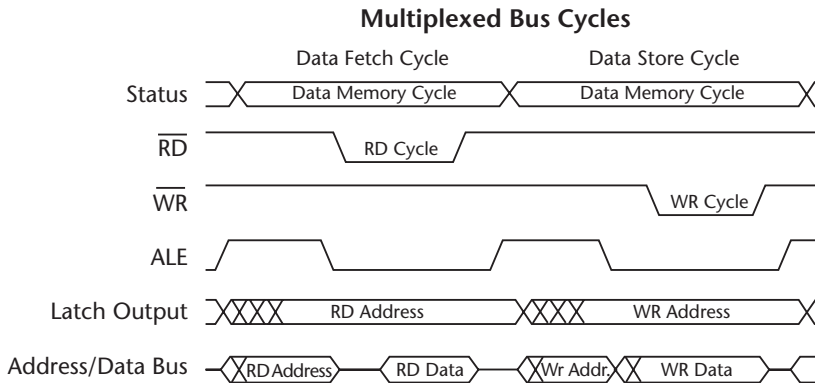 Multiplexed Bus Cycles
Data Fetch Cycle Data Store Cycle
Status Data Memory Cycle Data Memory Cycle
RD RD Cycle
WR WR Cycle
ALE
Latch Output RD Address WR Address
Address/Data Bus RD Address RD Data Wr Addr. WR Data